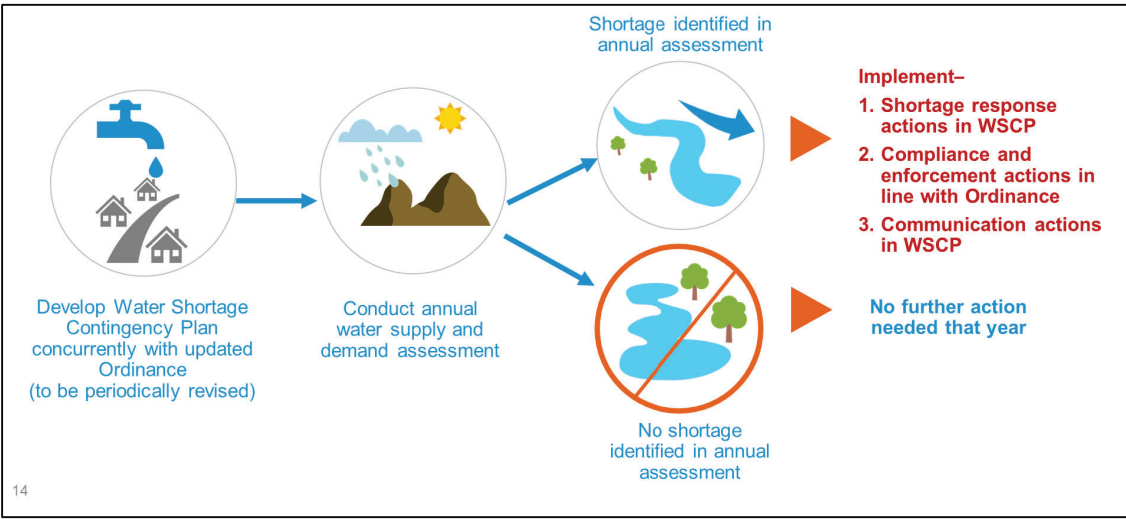 Develop Water Shortage
Contingency Plan
concurrently with updated
Ordinance
(to be periodically revised)
Conduct annual
water supply and
demand assessment
Shortage identified in
annual assessment
Implement–
1. Shortage response
actions in WSCP
2. Compliance and
enforcement actions in
line with Ordinance
3. Communication actions
in WSCP
No shortage
identified in annual
assessment
No further action
needed that year
14